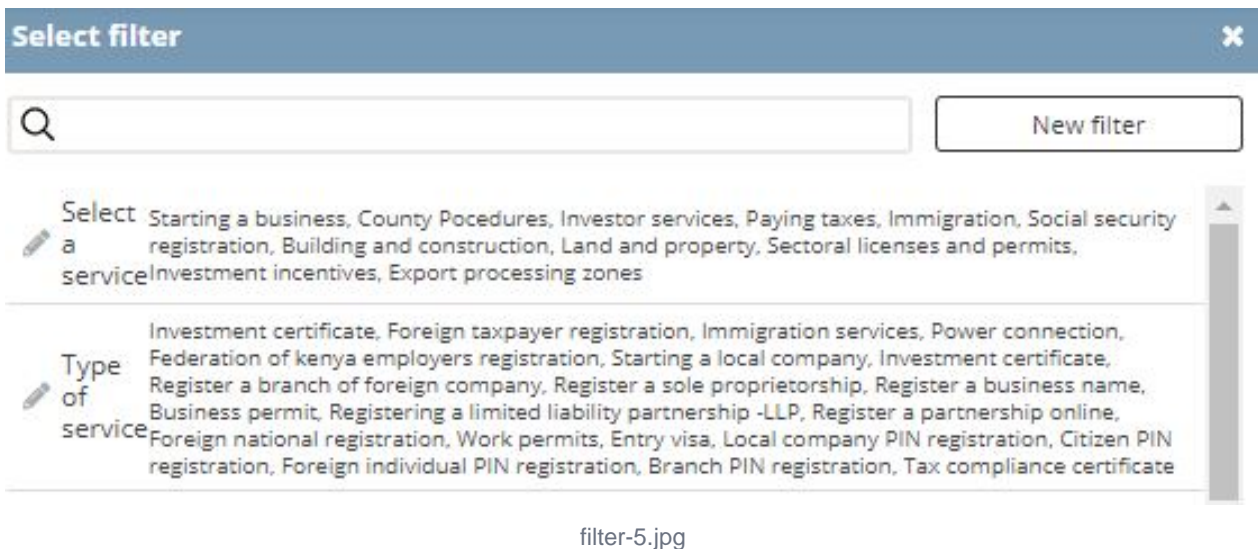 Select filter
New filter
Select a service
Starting a business, County Pocedures, Investor services, Paying taxes, Immigration, Social security
registration, Building and construction, Land and property, Sectoral licenses and permits,
Investment incentives, Export processing zones
Type of service
Investment certificate, Foreign taxpayer registration, Immigration services, Power connection,
Federation of kenya employers registration, Starting a local company, Investment certificate,
Register a branch of foreign company, Register a sole proprietorship, Register a business name,
Business permit, Registering a limited liability partnership -LLP, Register a partnership online,
Foreign national registration, Work permits, Entry visa, Local company PIN registration, Citizen PIN
registration, Foreign individual PIN registration, Branch PIN registration, Tax compliance certificate
filter-5.jpg